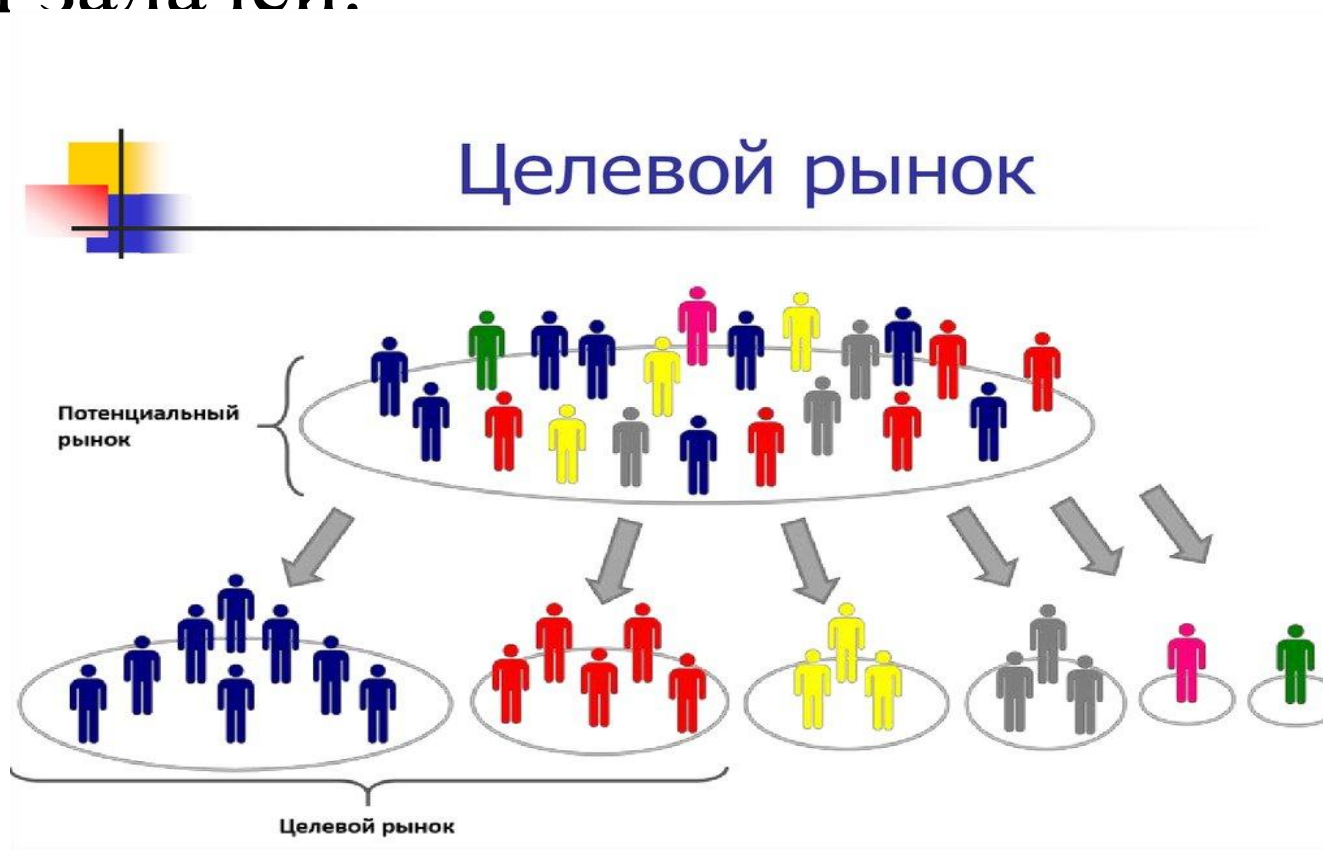 Целевой рынок
Потенциальный
рынок
Целевой рынок